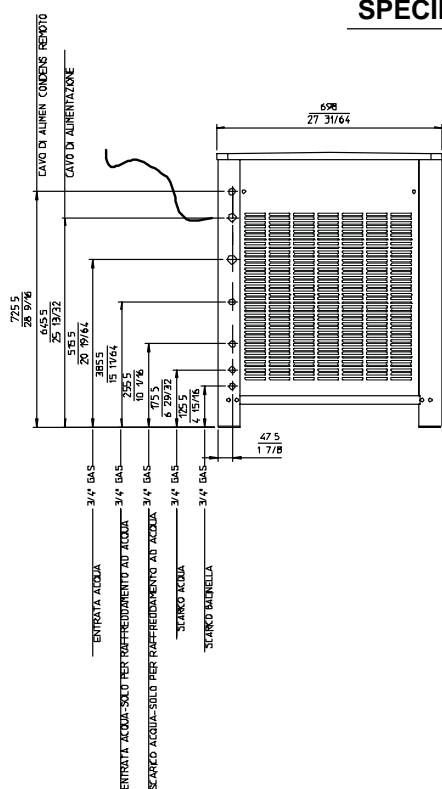 SPECI
CAVO DI ALIMEN CONDENS REMOTO
CAVO DI ALIMENTAZIONE
698
27 31/64
725 5
28 9/16
645 5
25 13/32
515 5
20 19/64
385 5
15 11/64
255 5
10 1/16
175 5
6 29/32
125 5
4 15/16
47 5
1 7/8
ENTRATA ACQUA 3/4" GAS
ENTRATA ACQUA-SOLO PER RAFFREDDAMENTO AD ACQUA 3/4" GAS
SCARICO ACQUA-SOLO PER RAFFREDDAMENTO AD ACQUA 3/4" GAS
SCARICO ACQUA 3/4" GAS
SCARICO BACINELLA 3/4" GAS